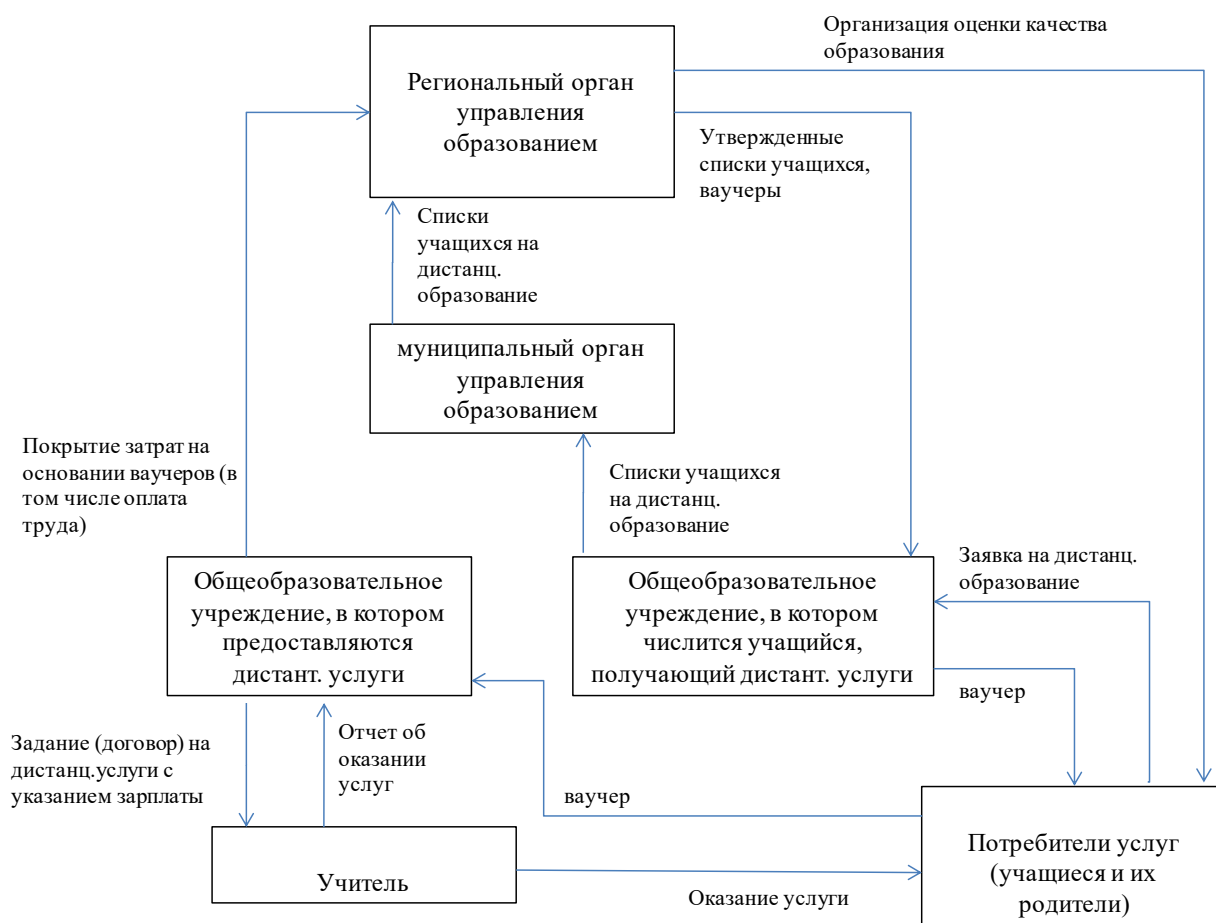 Организация оценки качества
образования
Региональный орган
управления
образованием
Утвержденные
списки учащихся,
ваучеры
Списки
учащихся на
дистанц.
образование
муниципальный орган
управления
образованием
Покрытие затрат на
основании ваучеров (в
том числе оплата
труда)
Списки учащихся
на дистанц.
образование
Заявка на дистанц.
образование
Общеобразовательное
учреждение, в котором
предоставляются
дистант. услуги
Общеобразовательное
учреждение, в котором
числится учащийся,
получающий дистант. услуги
ваучер
Задание (договор) на
дистанц.услуги с
указанием зарплаты
Отчет об
оказании
услуг
ваучер
Учитель
Оказание услуги
Потребители услуг
(учащиеся и их
родители)